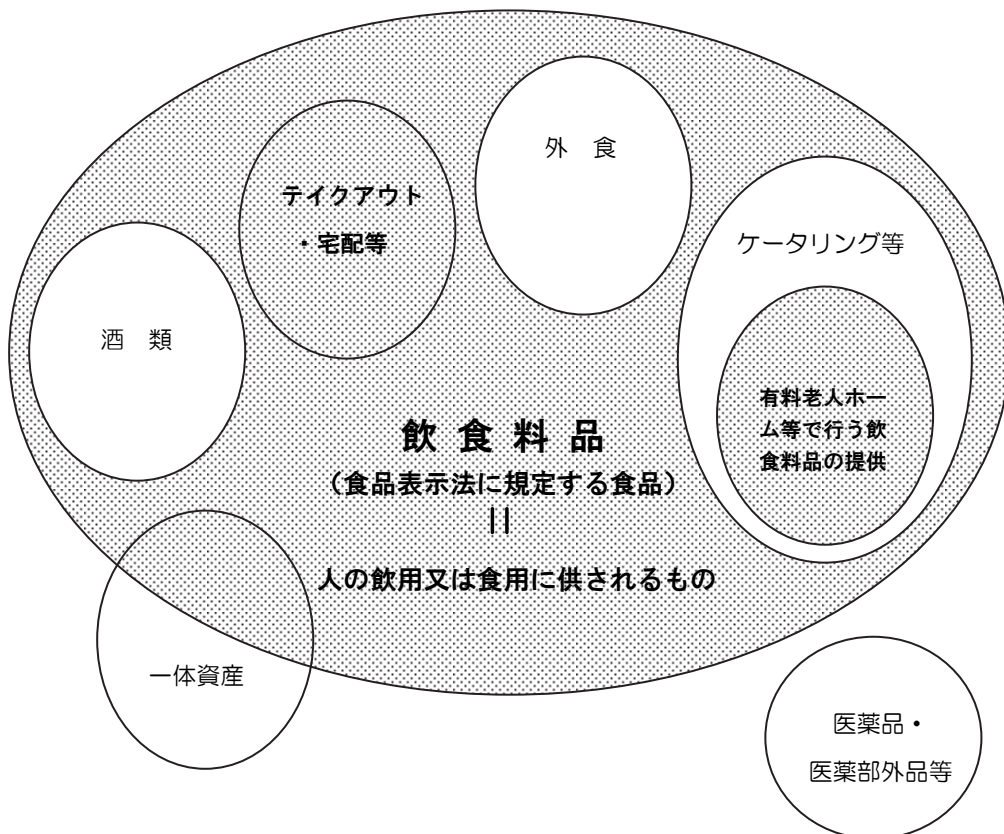 外　食
テイクアウト
・宅配等
ケータリング等
酒　類
有料老人ホー
ム等で行う飲
食料品の提供
飲 食 料 品
（食品表示法に規定する食品）
||
人の飲用又は食用に供されるもの
一体資産
医薬品・
医薬部外品等